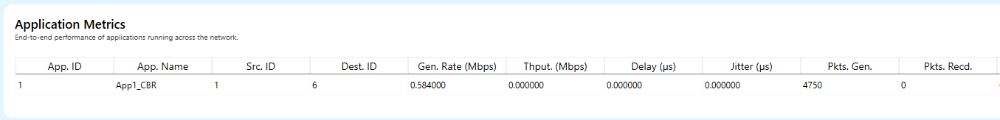 Application Metrics
End-to-end performance of applications running across the network.
App. ID App. Name Src. ID Dest. ID Gen. Rate (Mbps) Thput. (Mbps) Delay (µs) Jitter (µs) Pkts. Gen. Pkts. Recd.
1 App1_CBR 1 6 0.584000 0.000000 0.000000 0.000000 4750 0